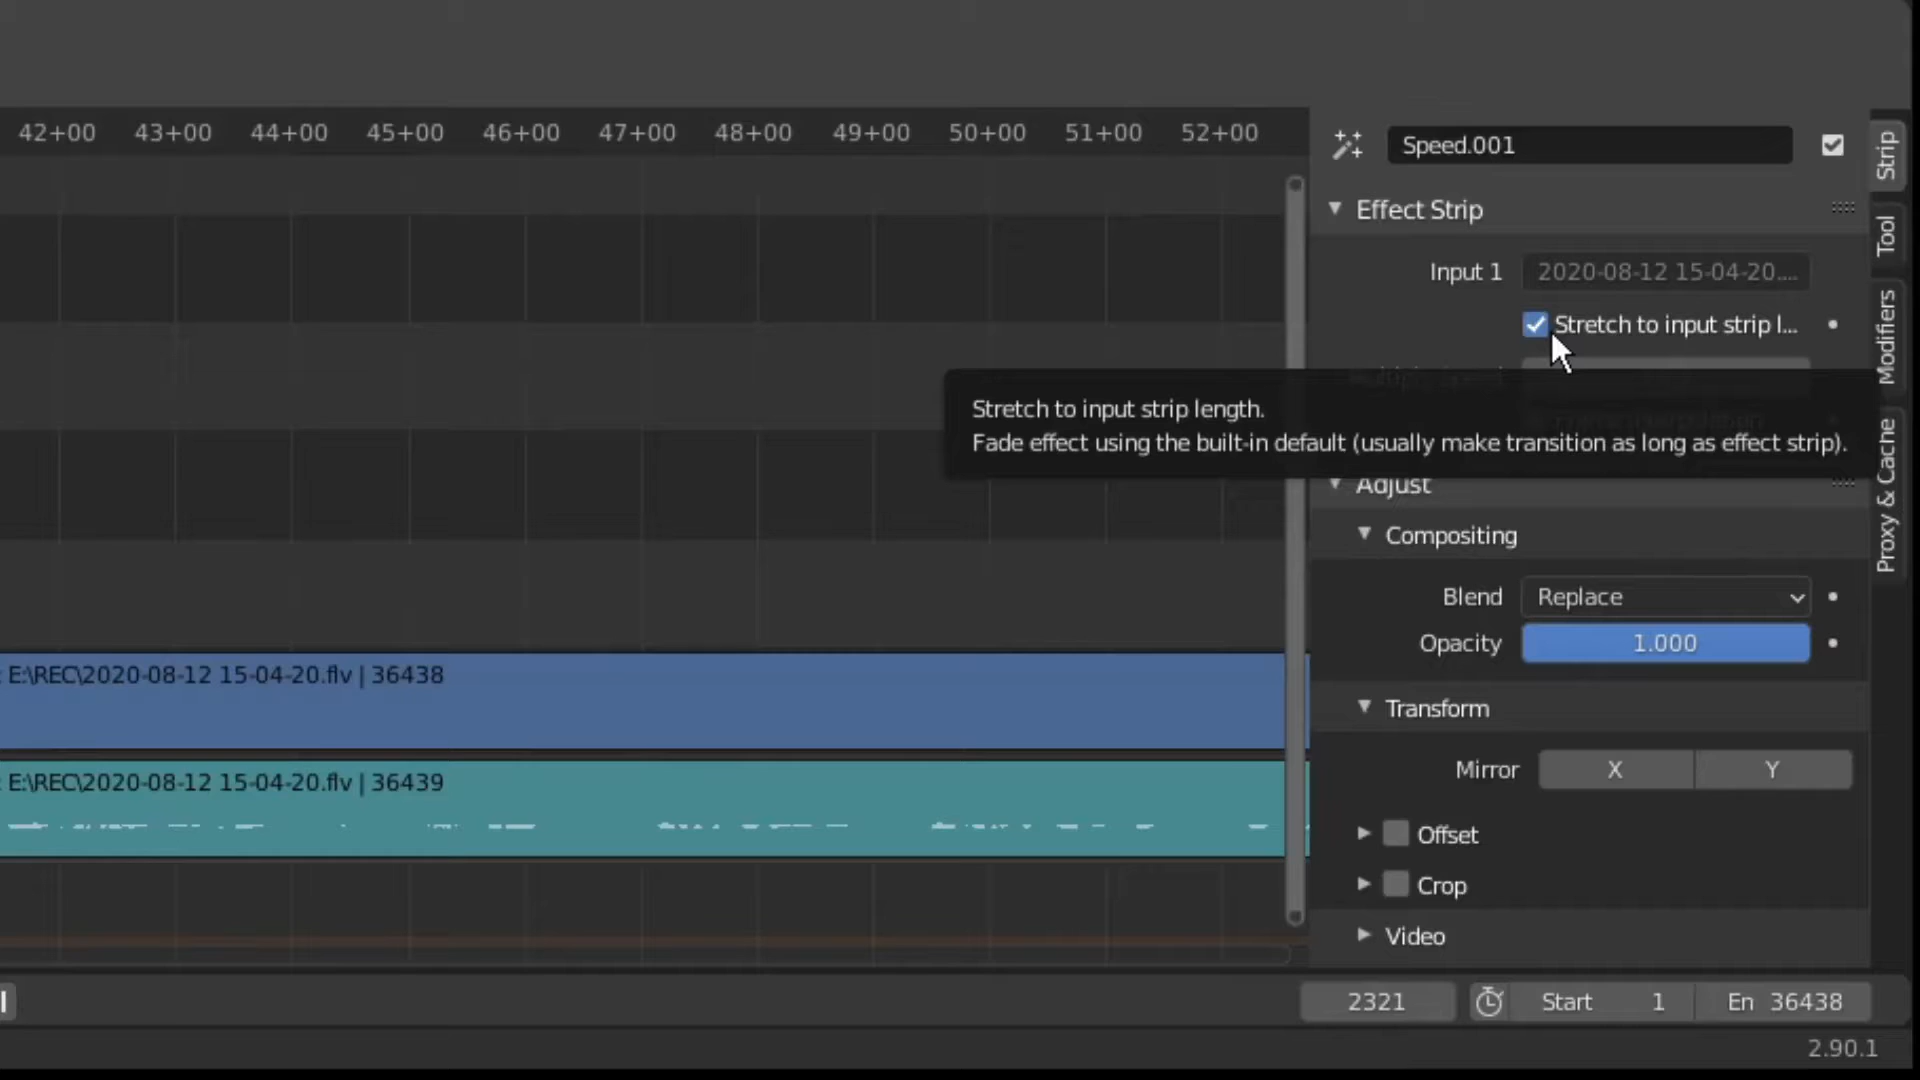 42+00 43+00 44+00 45+00 46+00 47+00 48+00 49+00 50+00 51+00 52+00
Speed.001
Effect Strip
Input 1 2020-08-12 15-04-20....
Stretch to input strip l...
Stretch to input strip length.
Fade effect using the built-in default (usually make transition as long as effect strip).
Adjust
Compositing
Blend Replace
Opacity 1.000
Transform
Mirror X Y
Offset
Crop
Video
Strip
Tool
Modifiers
Proxy & Cache
: E:\REC\2020-08-12 15-04-20.flv | 36438
: E:\REC\2020-08-12 15-04-20.flv | 36439
2321 Start 1 En 36438
2.90.1